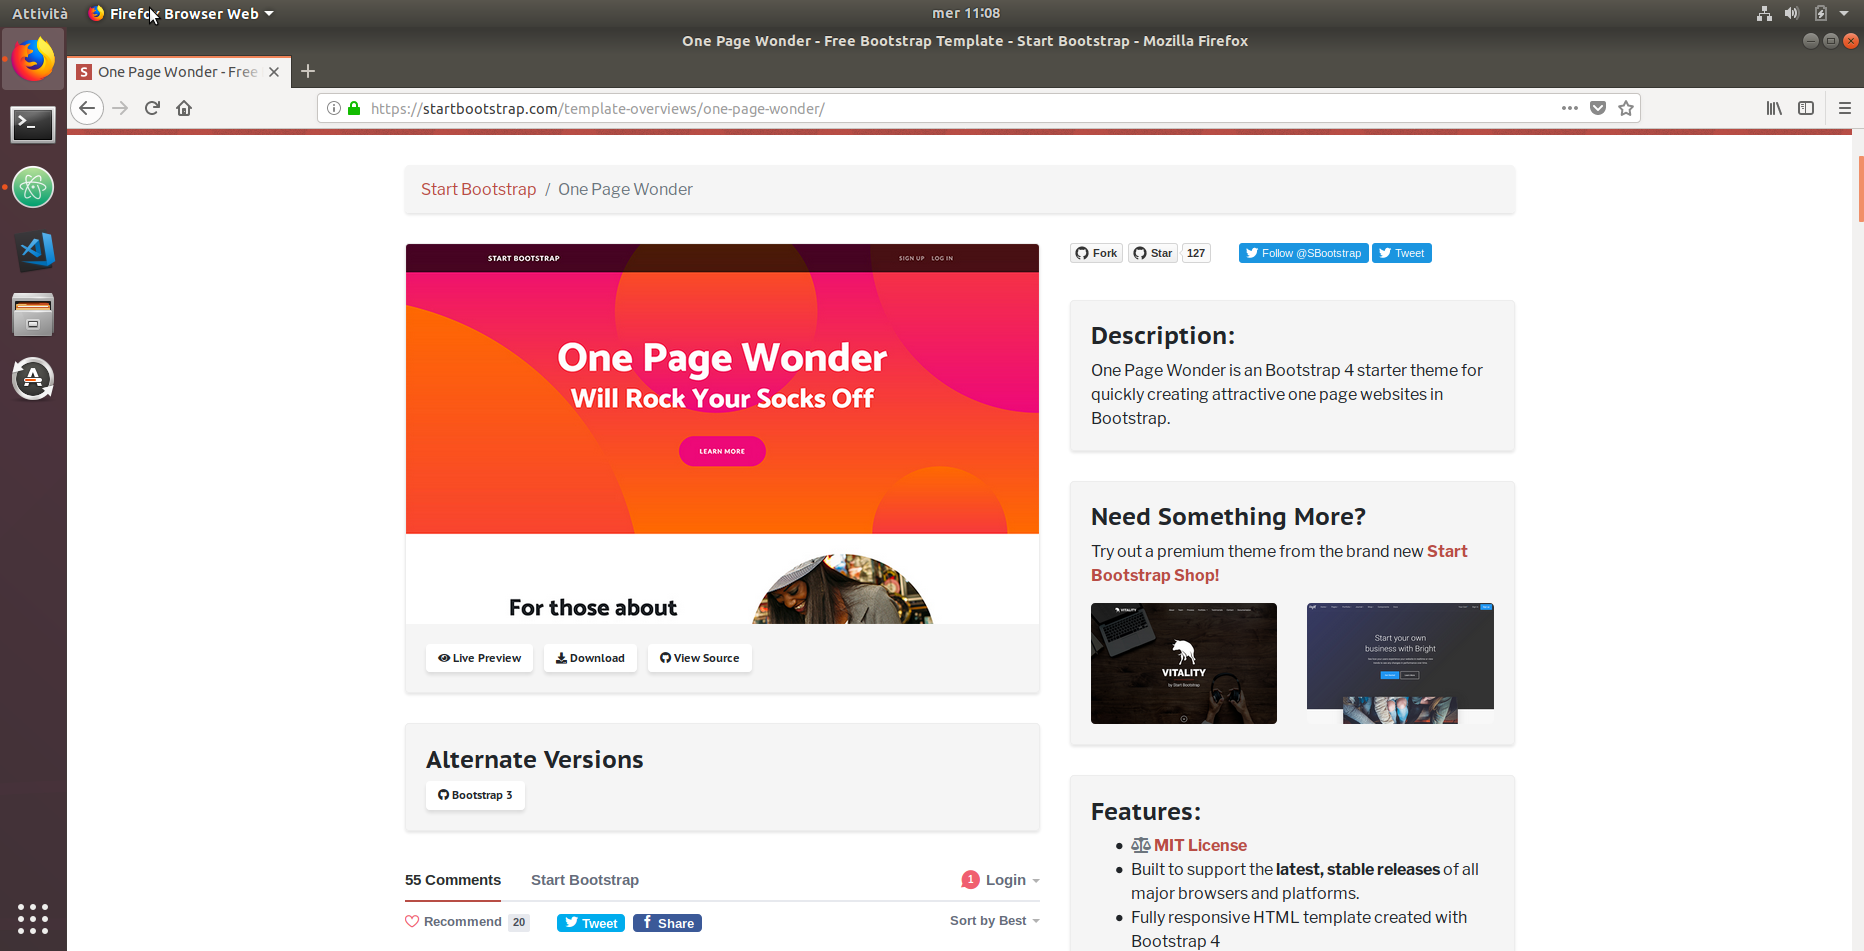 Attività
Firefox Browser Web
mer 11:08
One Page Wonder - Free Bootstrap Template - Start Bootstrap - Mozilla Firefox
S One Page Wonder - Free
https://startbootstrap.com/template-overviews/one-page-wonder/
Start Bootstrap / One Page Wonder
START BOOTSTRAP
SIGN UP LOG IN
One Page Wonder
Will Rock Your Socks Off
LEARN MORE
For those about
Live Preview
Download
View Source
Alternate Versions
Bootstrap 3
55 Comments
Start Bootstrap
1 Login
Recommend 20
Tweet
Share
Sort by Best
Fork
Star 127
Follow @SBootstrap
Tweet
Description:
One Page Wonder is an Bootstrap 4 starter theme for
quickly creating attractive one page websites in
Bootstrap.
Need Something More?
Try out a premium theme from the brand new Start
Bootstrap Shop!
VITALITY
VITALITY
by Start Bootstrap
Start your own
business with Bright
Features:
MIT License
Built to support the latest, stable releases of all
major browsers and platforms.
Fully responsive HTML template created with
Bootstrap 4